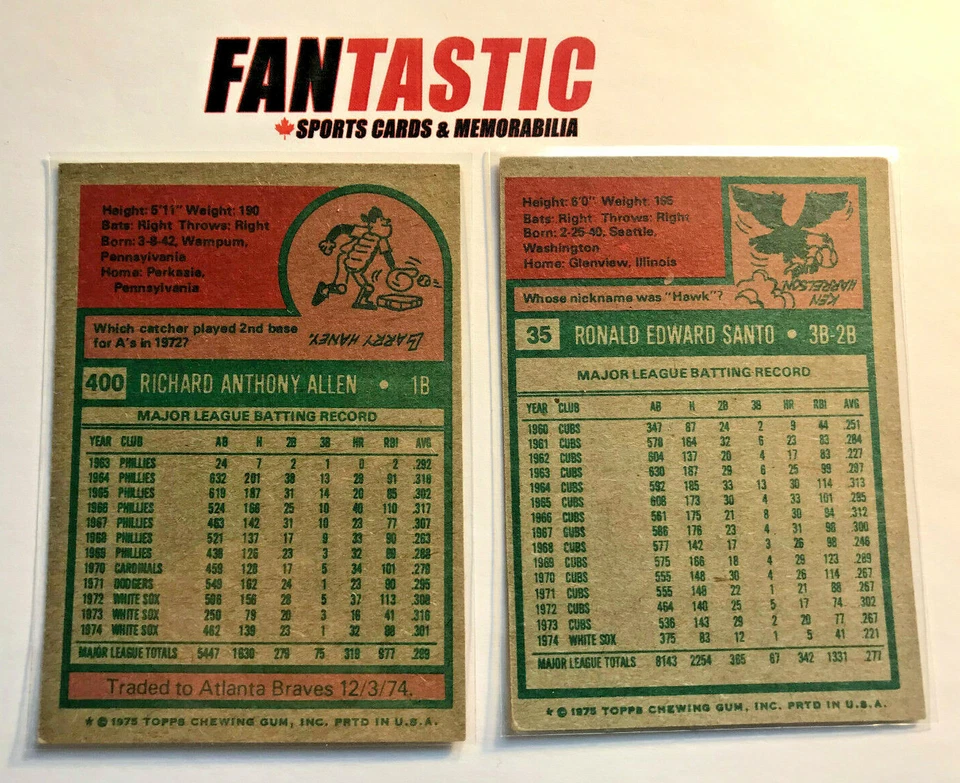 FANTASTIC
SPORTS CARDS & MEMORABILIA
Height: 5'11" Weight: 190
Bats: Right Throws: Right
Born: 3-8-42, Wampum,
Pennsylvania
Home: Perkasie,
Pennsylvania
Which catcher played 2nd base
for A's in 1972?
BARRY HANEY.
400 RICHARD ANTHONY ALLEN • 1B
MAJOR LEAGUE BATTING RECORD
YEAR CLUB AB H 2B 3B HR RBI AVG
1963 PHILLIES 24 7 2 1 0 2 .292
1964 PHILLIES 632 201 38 13 29 91 .318
1965 PHILLIES 619 187 31 14 20 85 .302
1966 PHILLIES 524 166 25 10 40 110 .317
1967 PHILLIES 463 142 31 10 23 77 .307
1968 PHILLIES 521 137 17 9 33 90 .263
1969 PHILLIES 438 126 23 3 32 89 .288
1970 CARDINALS 459 128 17 5 34 101 .279
1971 DODGERS 549 162 24 1 23 90 .295
1972 WHITE SOX 506 156 28 5 37 113 .308
1973 WHITE SOX 250 79 20 3 16 41 .316
1974 WHITE SOX 462 139 23 1 32 88 .301
MAJOR LEAGUE TOTALS 5447 1630 279 75 319 977 .299
Traded to Atlanta Braves 12/3/74.
* © 1975 TOPPS CHEWING GUM, INC. PRTD IN U.S.A.
Height: 6'0" Weight:
Bats: Right Throws: Right
Born: 2-25-40, Seattle,
Washington
Home: Glenview, Illinois
KEN
HARRELSON
Whose nickname was "Hawk"?
35 RONALD EDWARD SANTO • 3B-2B
MAJOR LEAGUE BATTING RECORD
YEAR CLUB AB H 2B 3B HR RBI AVG
1960 CUBS 347 87 24 2 9 44 .251
1961 CUBS 578 164 32 6 23 83 .284
1962 CUBS 604 137 20 4 17 83 .227
1963 CUBS 630 187 29 6 25 99 .297
1964 CUBS 592 185 33 13 30 114 .313
1965 CUBS 608 173 30 4 33 101 .285
1966 CUBS 561 175 21 8 30 94 .312
1967 CUBS 586 176 23 4 31 98 .300
1968 CUBS 577 142 17 3 26 98 .246
1969 CUBS 575 166 18 4 29 123 .289
1970 CUBS 555 148 30 4 26 114 .267
1971 CUBS 555 148 22 1 21 88 .267
1972 CUBS 464 140 25 5 17 74 .302
1973 CUBS 536 143 29 2 20 77 .267
1974 WHITE SOX 375 83 12 1 5 41 .221
MAJOR LEAGUE TOTALS 8143 2254 365 67 342 1331 .277
* © 1975 TOPPS CHEWING GUM, INC. PRTD IN U.S.A.